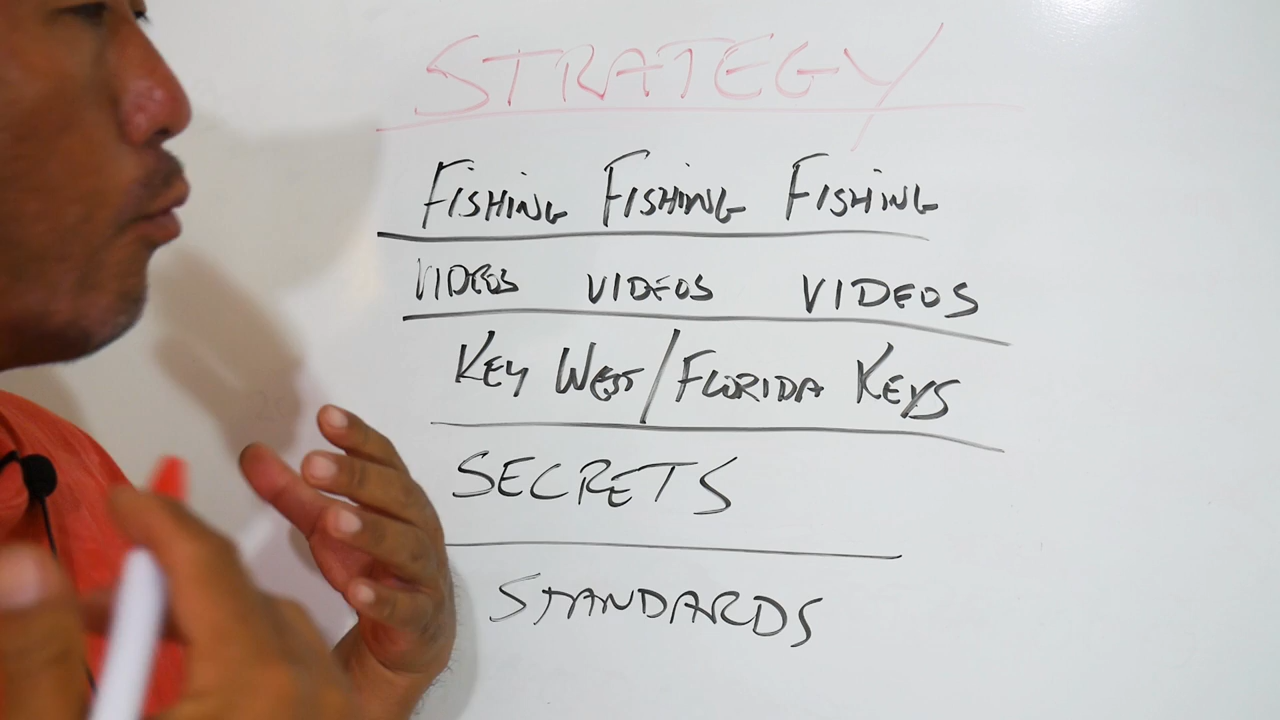 STRATEGY
FISHING FISHING FISHING
VIDEOS VIDEOS VIDEOS
KEY WEST/FLORIDA KEYS
SECRETS
STANDARDS